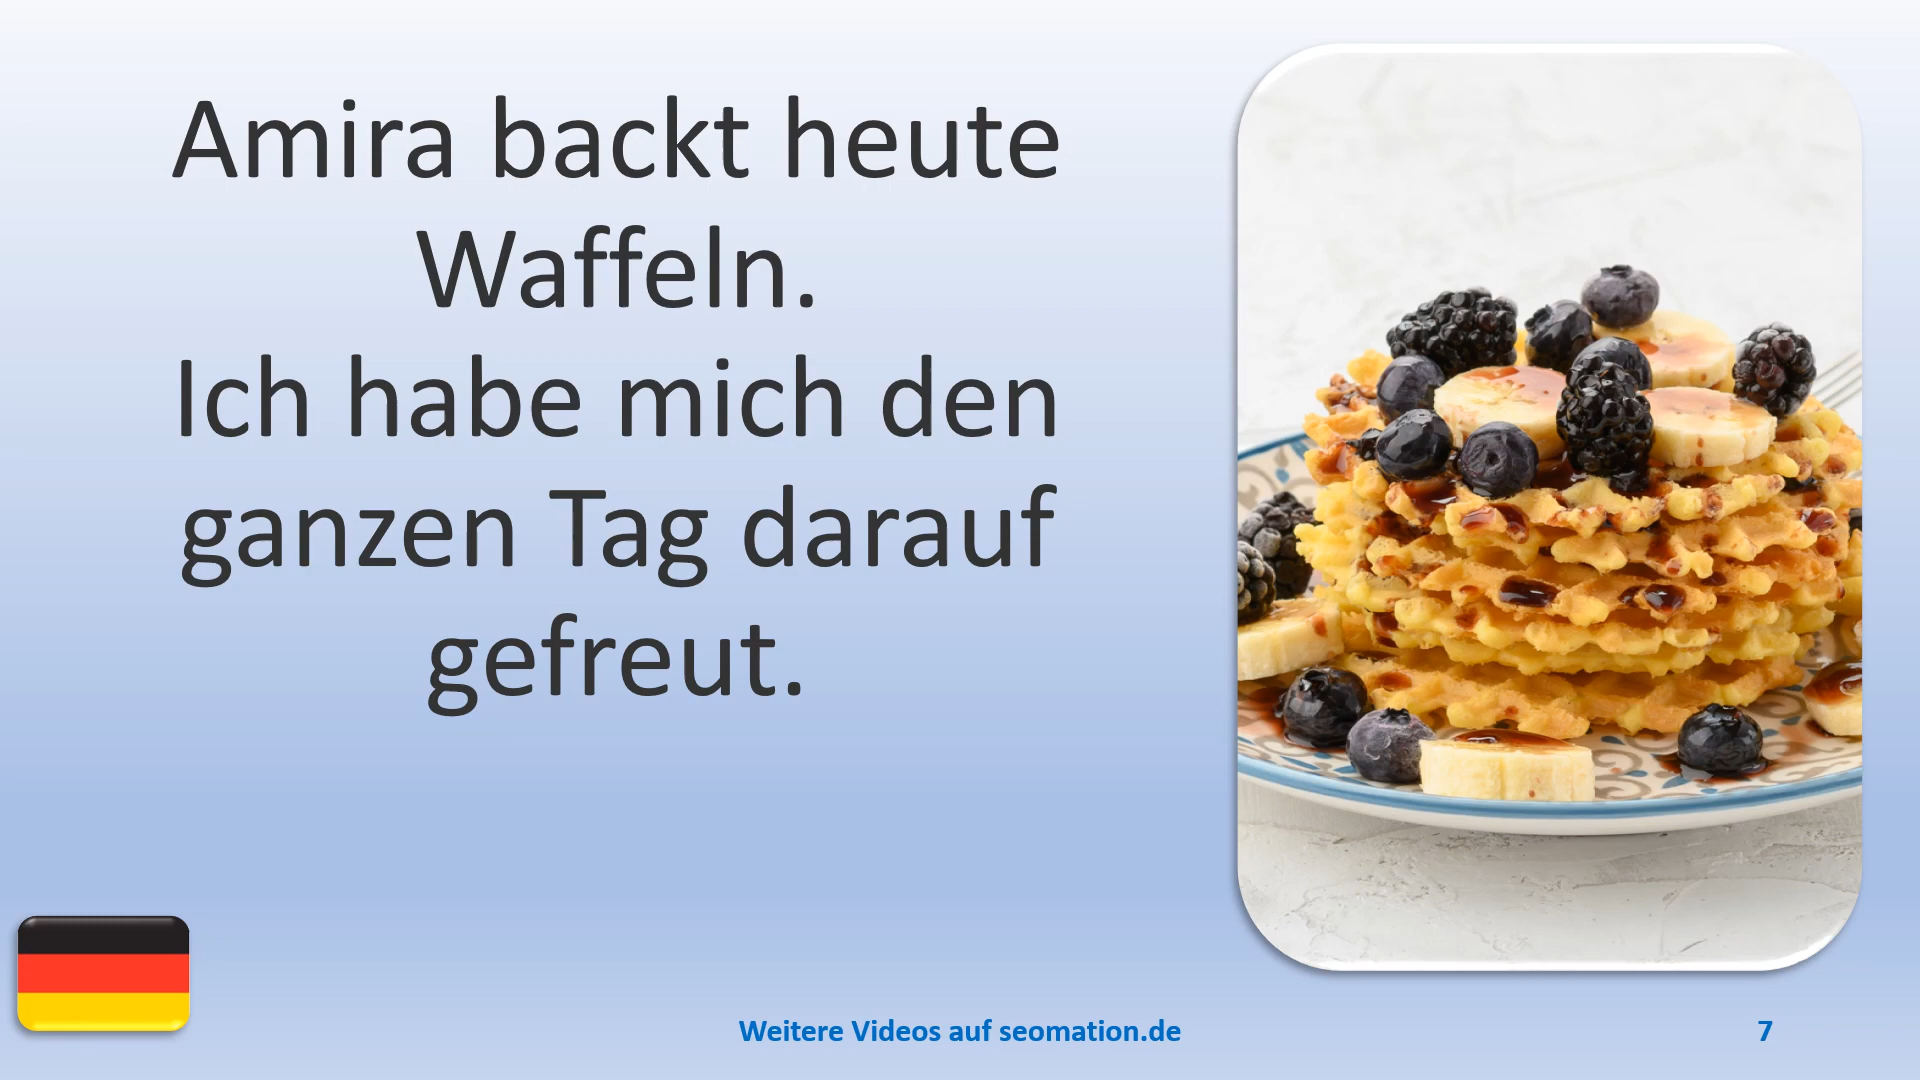 Amira backt heute
Waffeln.
Ich habe mich den
ganzen Tag darauf
gefreut.
Weitere Videos auf seomation.de
7